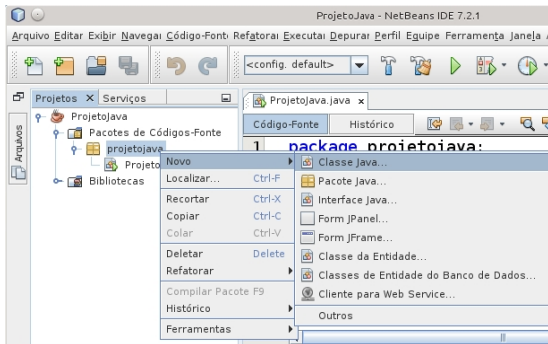 ProjetoJava - NetBeans IDE 7.2.1
Arquivo Editar Exibir Navegar Código-Fonte Refatorar Executar Depurar Perfil Equipe Ferramenta Janela
<config. default>
Projetos Serviços
ProjetoJava.java
ProjetoJava
Código-Fonte Histórico
Pacotes de Códigos-Fonte
1 package projetojava;
projetojava
Projeto
Bibliotecas
Arquivos
Novo
Localizar... Ctrl-F
Recortar Ctrl-X
Copiar Ctrl-C
Colar Ctrl-V
Deletar Delete
Refatorar
Compilar Pacote F9
Histórico
Ferramentas
Classe Java...
Pacote Java...
Interface Java...
Form JPanel...
Form JFrame...
Classe da Entidade...
Classes de Entidade do Banco de Dados...
Cliente para Web Service...
Outros